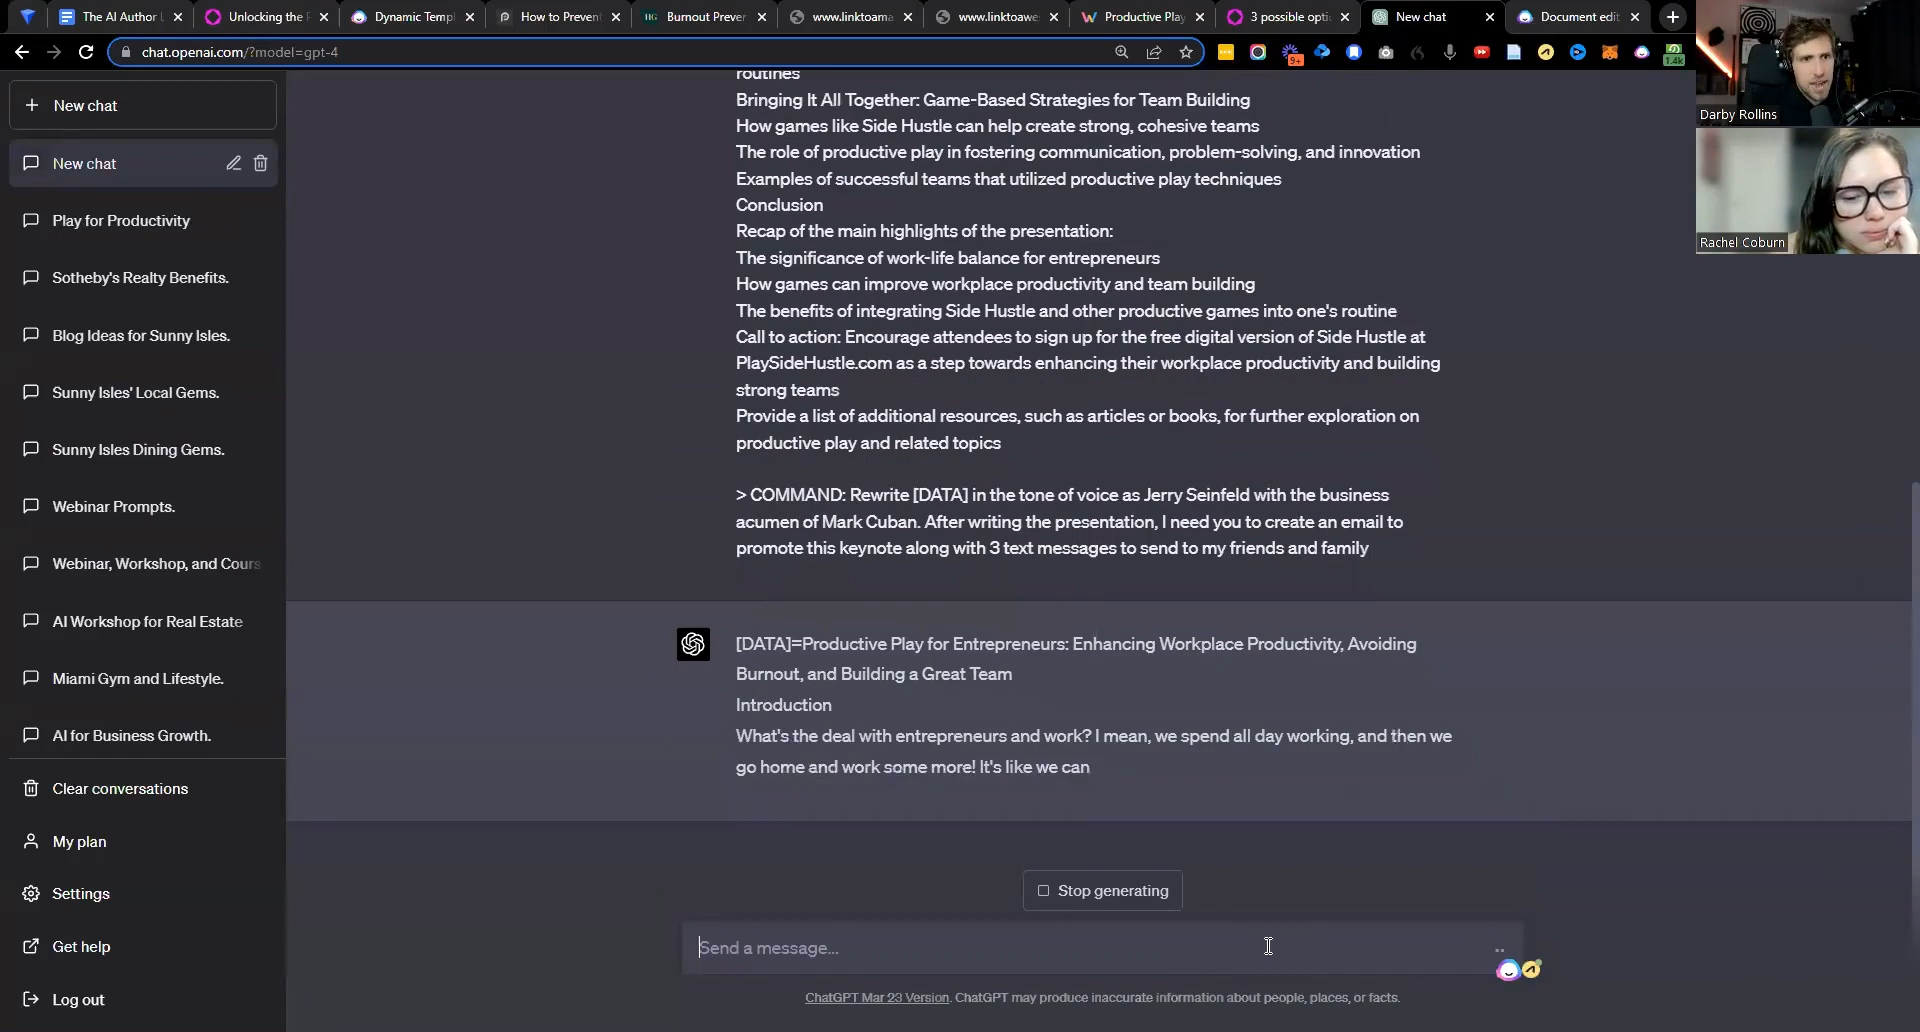 The AI Author L
Unlocking the F
Dynamic Templ
How to Prevent
Burnout Preven
www.linktoama
www.linktoawe
Productive Play
3 possible optio
New chat
Document edit
chat.openai.com/?model=gpt-4
9+
1.4k
Darby Rollins
Rachel Coburn
New chat
New chat
Play for Productivity
Sotheby's Realty Benefits.
Blog Ideas for Sunny Isles.
Sunny Isles' Local Gems.
Sunny Isles Dining Gems.
Webinar Prompts.
Webinar, Workshop, and Cours
AI Workshop for Real Estate
Miami Gym and Lifestyle.
AI for Business Growth.
Clear conversations
My plan
Settings
Get help
Log out
routines
Bringing It All Together: Game-Based Strategies for Team Building
How games like Side Hustle can help create strong, cohesive teams
The role of productive play in fostering communication, problem-solving, and innovation
Examples of successful teams that utilized productive play techniques
Conclusion
Recap of the main highlights of the presentation:
The significance of work-life balance for entrepreneurs
How games can improve workplace productivity and team building
The benefits of integrating Side Hustle and other productive games into one's routine
Call to action: Encourage attendees to sign up for the free digital version of Side Hustle at
PlaySideHustle.com as a step towards enhancing their workplace productivity and building
strong teams
Provide a list of additional resources, such as articles or books, for further exploration on
productive play and related topics
> COMMAND: Rewrite [DATA] in the tone of voice as Jerry Seinfeld with the business
acumen of Mark Cuban. After writing the presentation, I need you to create an email to
promote this keynote along with 3 text messages to send to my friends and family
[DATA]=Productive Play for Entrepreneurs: Enhancing Workplace Productivity, Avoiding
Burnout, and Building a Great Team
Introduction
What's the deal with entrepreneurs and work? I mean, we spend all day working, and then we
go home and work some more! It's like we can
Stop generating
Send a message...
ChatGPT Mar 23 Version. ChatGPT may produce inaccurate information about people, places, or facts.